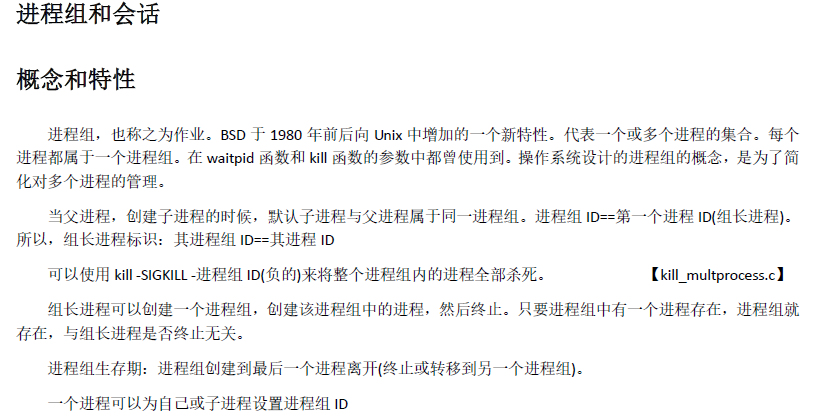 进程组和会话
概念和特性
进程组，也称之为作业。BSD 于 1980 年前后向 Unix 中增加的一个新特性。代表一个或多个进程的集合。每个
进程都属于一个进程组。在 waitpid 函数和 kill 函数的参数中都曾使用到。操作系统设计的进程组的概念，是为了简
化对多个进程的管理。
当父进程，创建子进程的时候，默认子进程与父进程属于同一进程组。进程组 ID==第一个进程 ID(组长进程)。
所以，组长进程标识：其进程组 ID==其进程 ID
可以使用 kill -SIGKILL -进程组 ID(负的)来将整个进程组内的进程全部杀死。 【kill_multprocess.c】
组长进程可以创建一个进程组，创建该进程组中的进程，然后终止。只要进程组中有一个进程存在，进程组就
存在，与组长进程是否终止无关。
进程组生存期：进程组创建到最后一个进程离开(终止或转移到另一个进程组)。
一个进程可以为自己或子进程设置进程组 ID